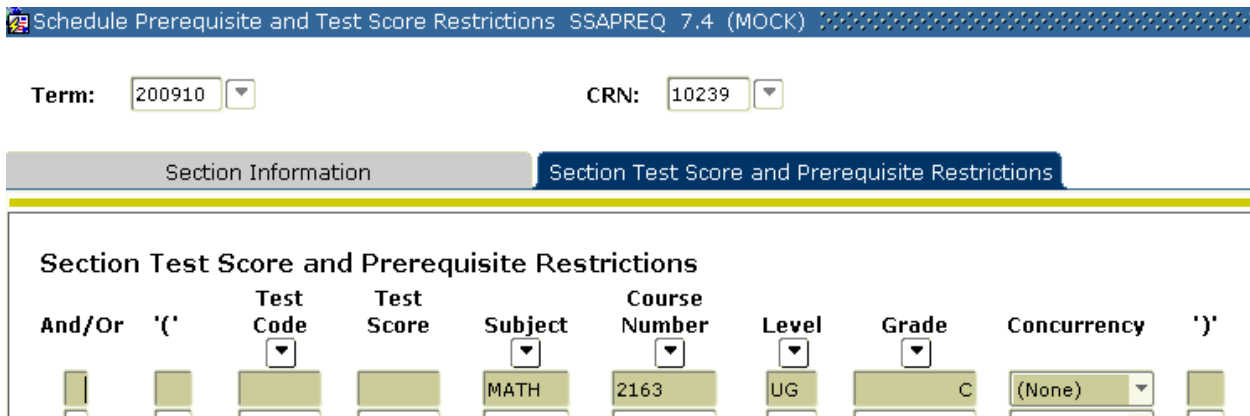 Schedule Prerequisite and Test Score Restrictions SSAPREQ 7.4 (MOCK)
Term: 200910 CRN: 10239
Section Information Section Test Score and Prerequisite Restrictions
Section Test Score and Prerequisite Restrictions
Test Test Course
And/Or '(' Code Score Subject Number Level Grade Concurrency ')'
MATH 2163 UG C (None)